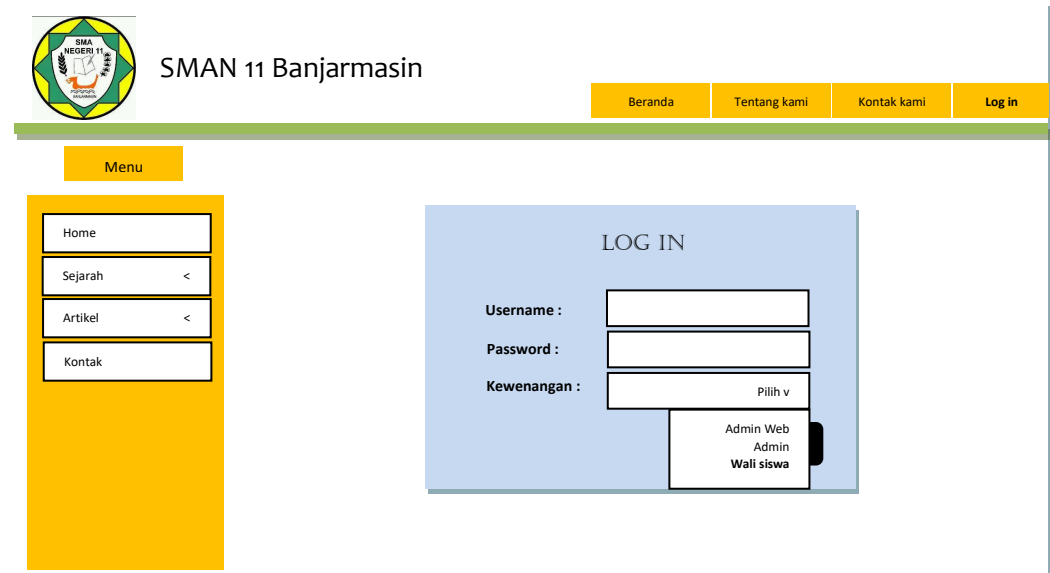 SMA
NEGERI 11
BANJARMASIN
SMAN 11 Banjarmasin
Beranda
Tentang kami
Kontak kami
Log in
Menu
Home
Sejarah <
Artikel <
Kontak
LOG IN
Username :
Password :
Kewenangan :
Pilih v
Admin Web
Admin
Wali siswa